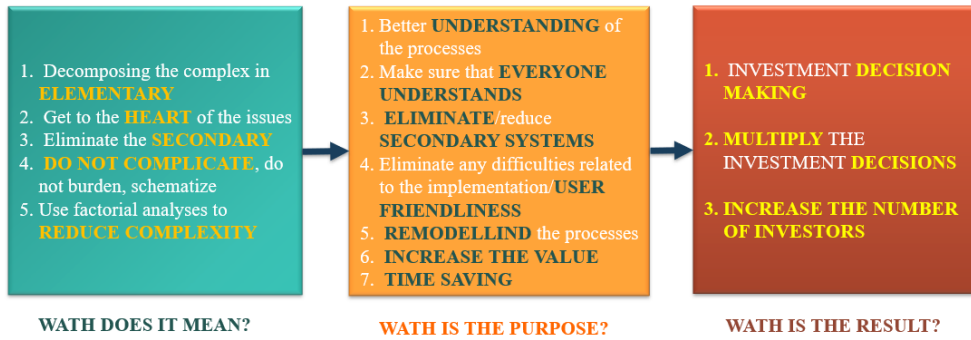 1. Decomposing the complex in
ELEMENTARY
2. Get to the HEART of the issues
3. Eliminate the SECONDARY
4. DO NOT COMPLICATE, do
not burden, schematize
5. Use factorial analyses to
REDUCE COMPLEXITY
WATH DOES IT MEAN?
1. Better UNDERSTANDING of
the processes
2. Make sure that EVERYONE
UNDERSTANDS
3. ELIMINATE/reduce
SECONDARY SYSTEMS
4. Eliminate any difficulties related
to the implementation/USER
FRIENDLINESS
5. REMODELLIND the processes
6. INCREASE THE VALUE
7. TIME SAVING
WATH IS THE PURPOSE?
1. INVESTMENT DECISION
MAKING
2. MULTIPLY THE
INVESTMENT DECISIONS
3. INCREASE THE NUMBER
OF INVESTORS
WATH IS THE RESULT?